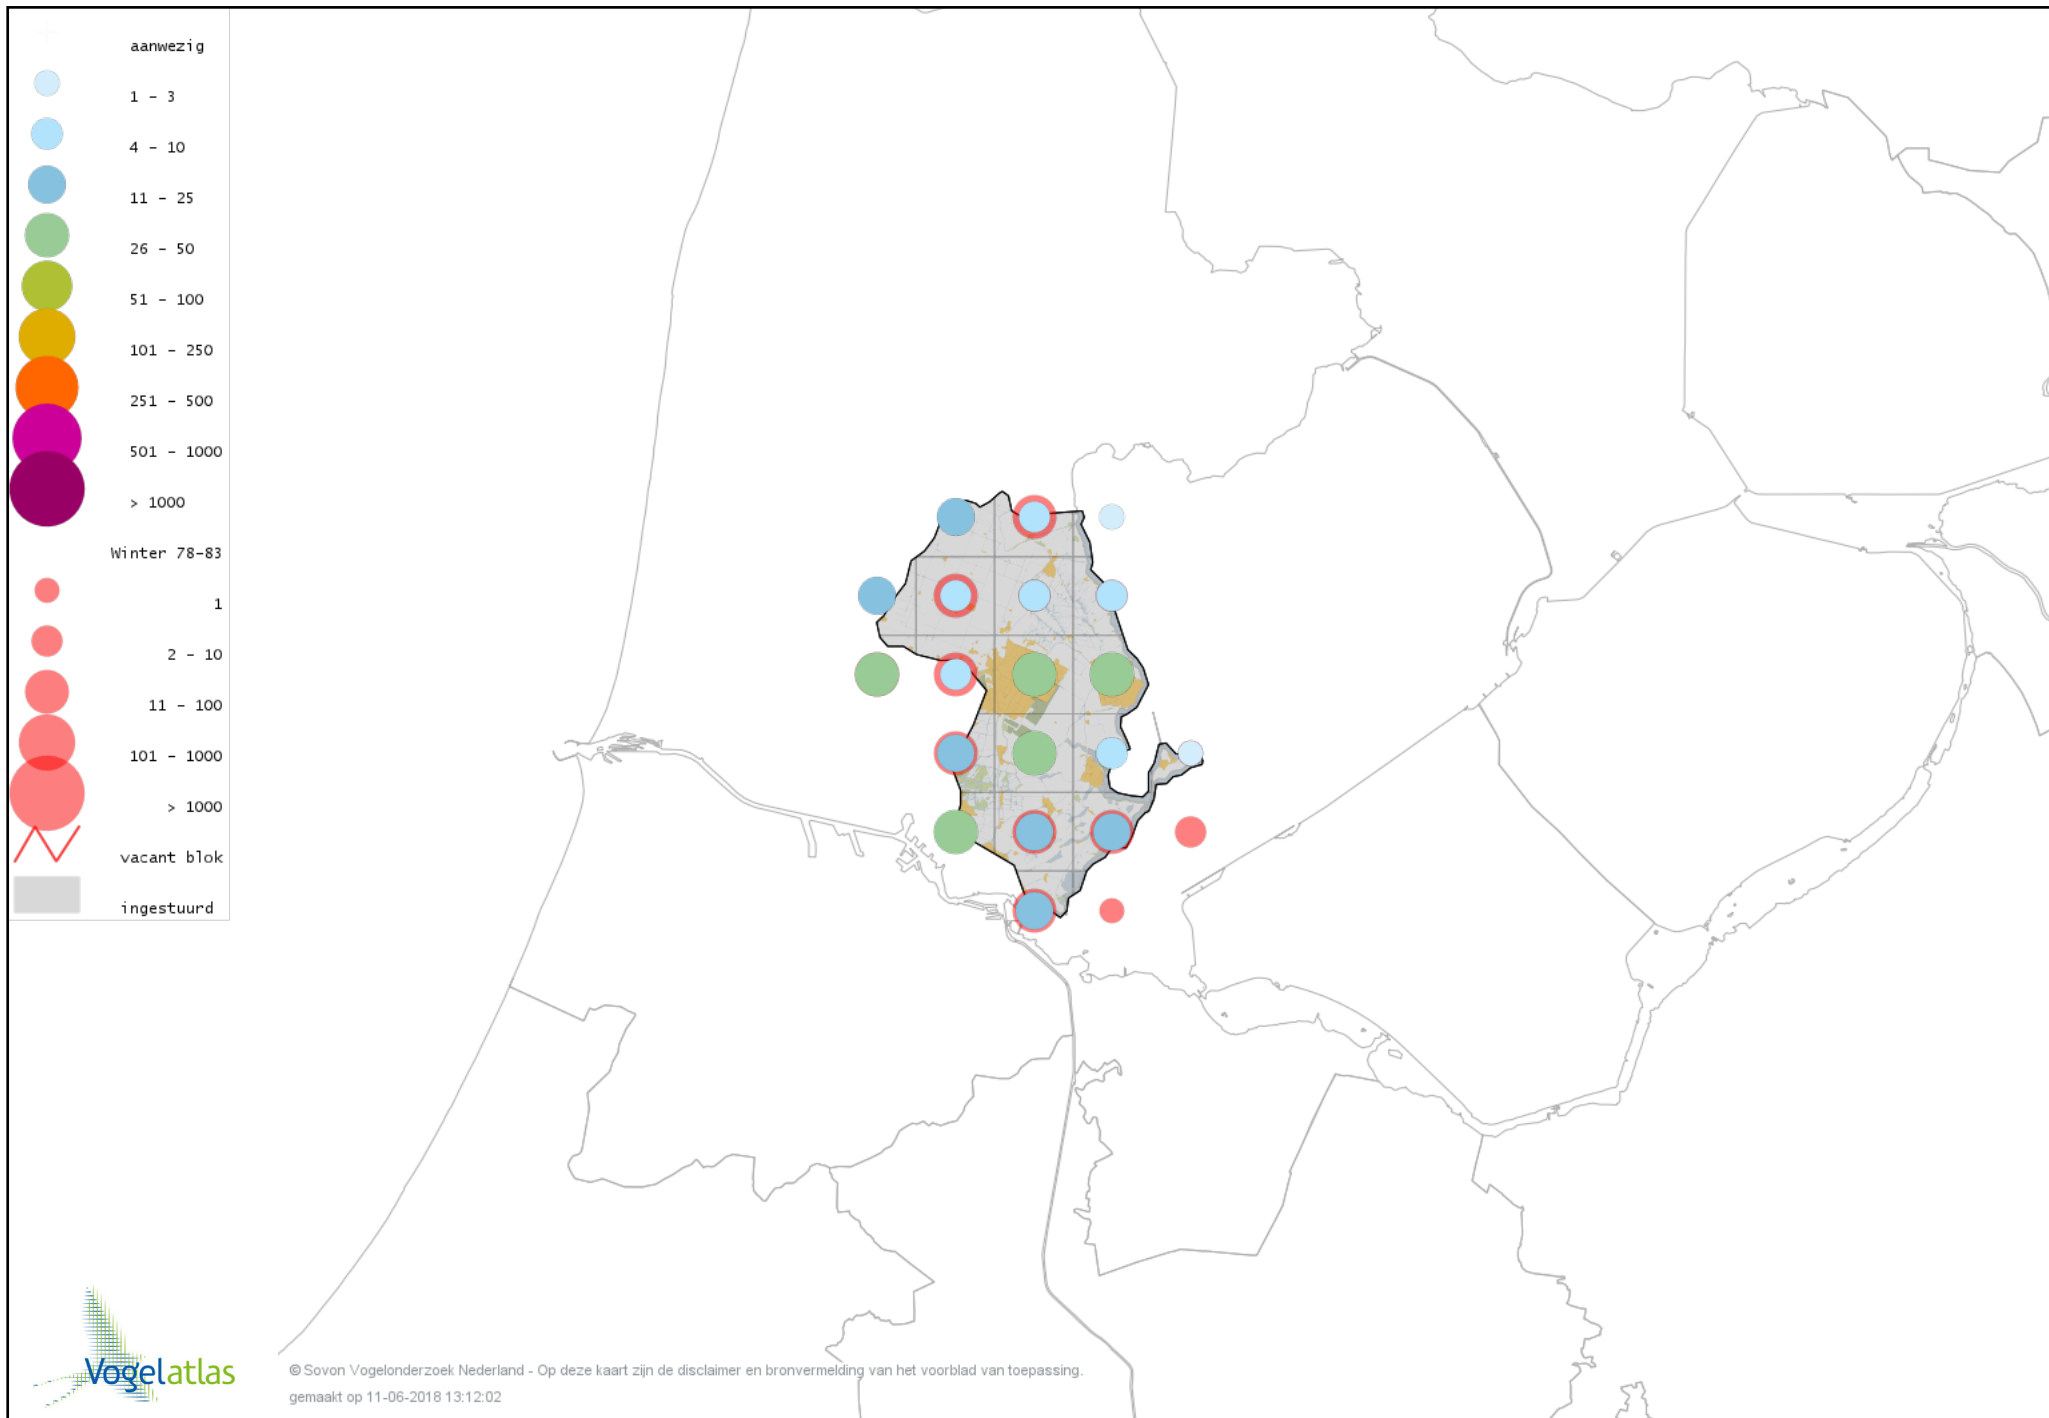 aanwezig
1 - 3
4 - 10
11 - 25
26 - 50
51 - 100
101 - 250
251 - 500
501 - 1000
> 1000
Winter 78-83
1
2 - 10
11 - 100
101 - 1000
> 1000
vacant blok
ingestuurd
Vogelatlas
© Sovon Vogelonderzoek Nederland - Op deze kaart zijn de disclaimer en bronvermelding van het voorblad van toepassing.
gemaakt op 11-06-2018 13:12:02